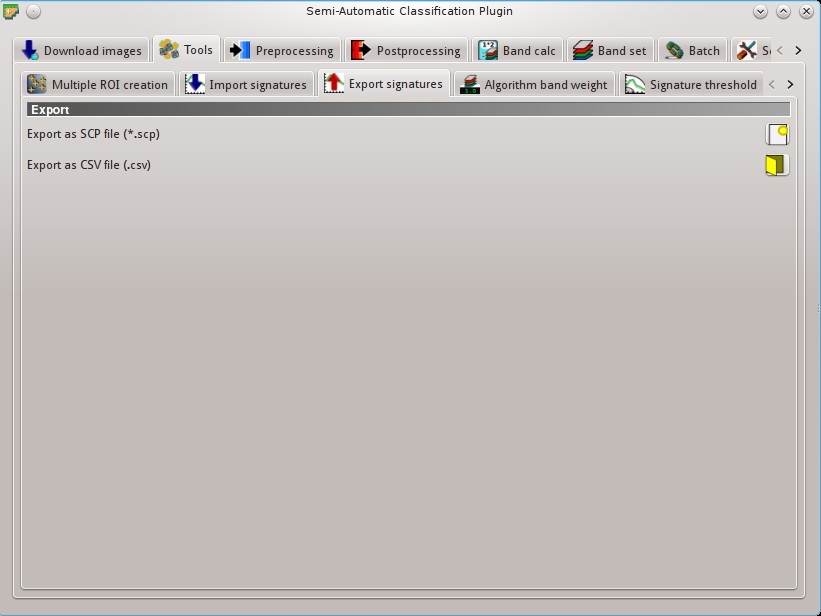 Semi-Automatic Classification Plugin
Download images Tools Preprocessing Postprocessing Band calc Band set Batch
Multiple ROI creation Import signatures Export signatures Algorithm band weight Signature threshold
Export
Export as SCP file (*.scp)
Export as CSV file (.csv)